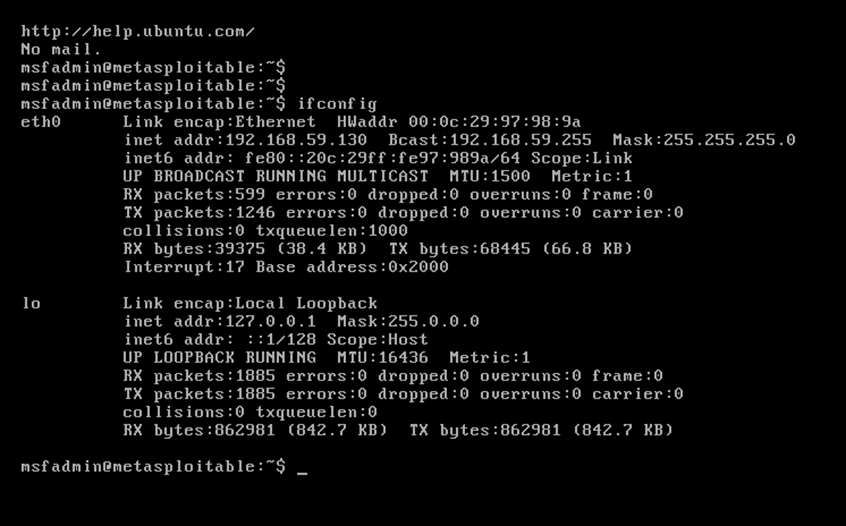 http://help.ubuntu.com/
No mail.
msfadmin@metasploitable:~$
msfadmin@metasploitable:~$
msfadmin@metasploitable:~$ ifconfig
eth0      Link encap:Ethernet  HWaddr 00:0c:29:97:98:9a
          inet addr:192.168.59.130  Bcast:192.168.59.255  Mask:255.255.255.0
          inet6 addr: fe80::20c:29ff:fe97:989a/64 Scope:Link
          UP BROADCAST RUNNING MULTICAST  MTU:1500  Metric:1
          RX packets:599 errors:0 dropped:0 overruns:0 frame:0
          TX packets:1246 errors:0 dropped:0 overruns:0 carrier:0
          collisions:0 txqueuelen:1000
          RX bytes:39375 (38.4 KB)  TX bytes:68445 (66.8 KB)
          Interrupt:17 Base address:0x2000

lo        Link encap:Local Loopback
          inet addr:127.0.0.1  Mask:255.0.0.0
          inet6 addr: ::1/128 Scope:Host
          UP LOOPBACK RUNNING  MTU:16436  Metric:1
          RX packets:1885 errors:0 dropped:0 overruns:0 frame:0
          TX packets:1885 errors:0 dropped:0 overruns:0 carrier:0
          collisions:0 txqueuelen:0
          RX bytes:862981 (842.7 KB)  TX bytes:862981 (842.7 KB)

msfadmin@metasploitable:~$ _